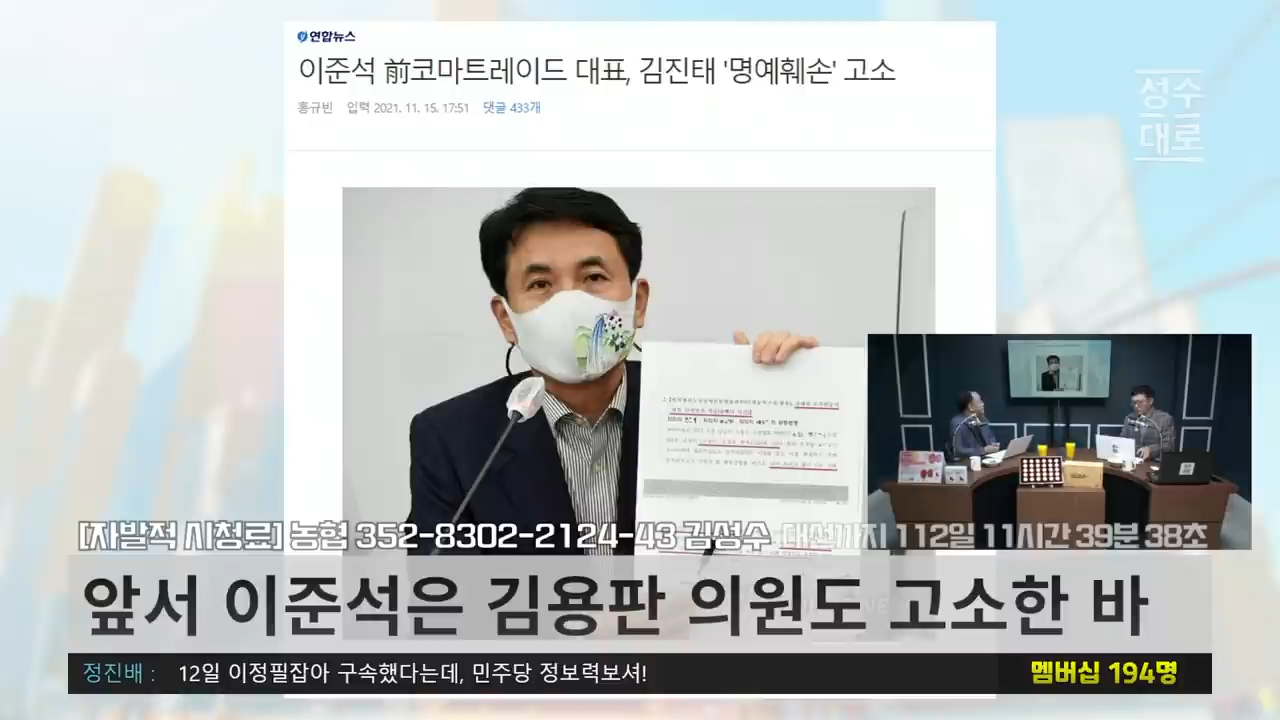 연합뉴스
이준석 前코마트레이드 대표, 김진태 '명예훼손' 고소
홍규빈 입력 2021. 11. 15. 17:51 댓글 433개
성수
대로
[자발적 시청료] 농협 352-8302-2124-43 김성수 대선까지 112일 11시간 39분 38초
앞서 이준석은 김용판 의원도 고소한 바
정진배 : 12일 이정필잡아 구속했다는데, 민주당 정보력보셔!
멤버십 194명